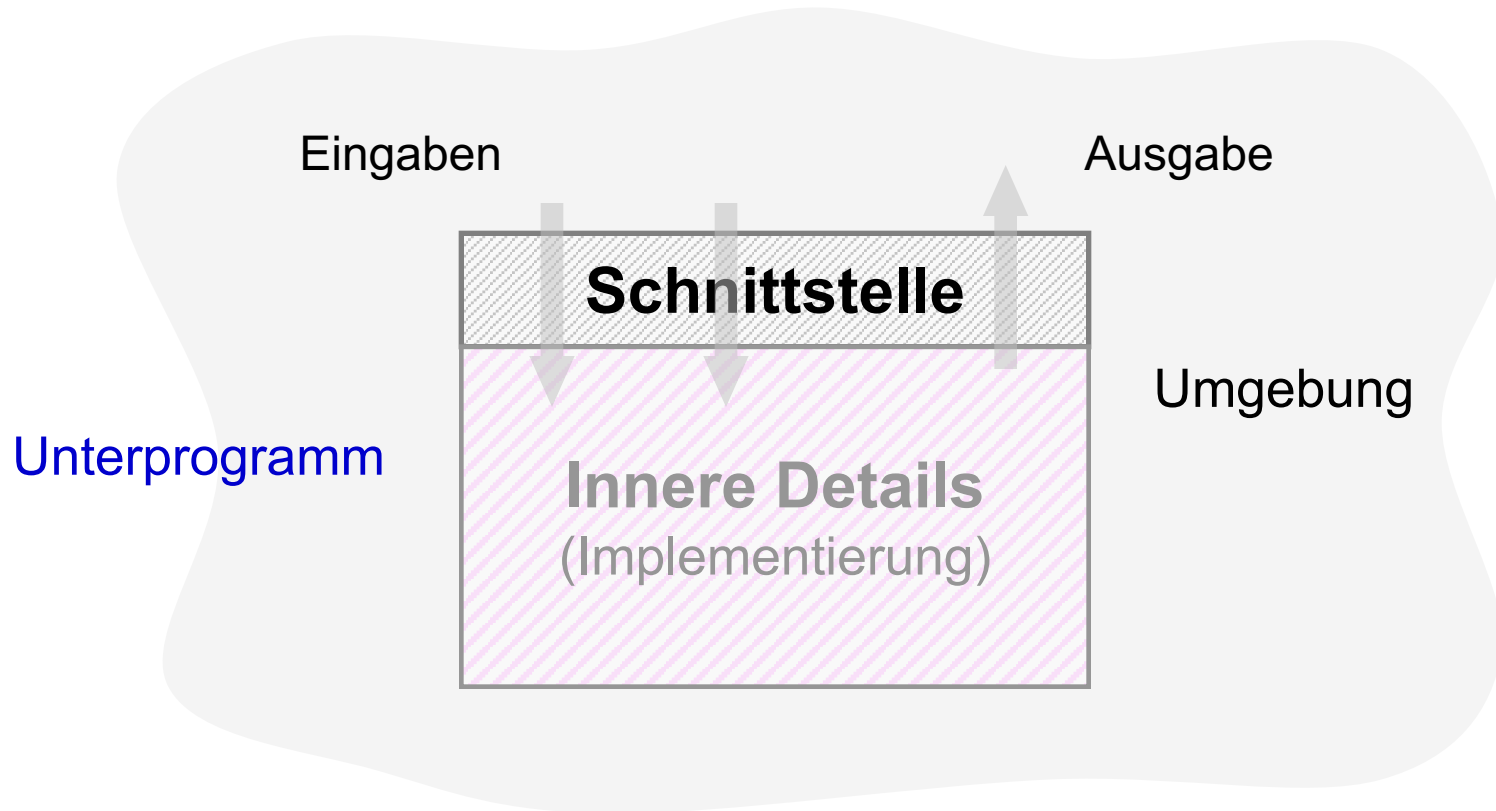 Eingaben
Ausgabe
Schnittstelle
Umgebung
Unterprogramm
Innere Details
(Implementierung)